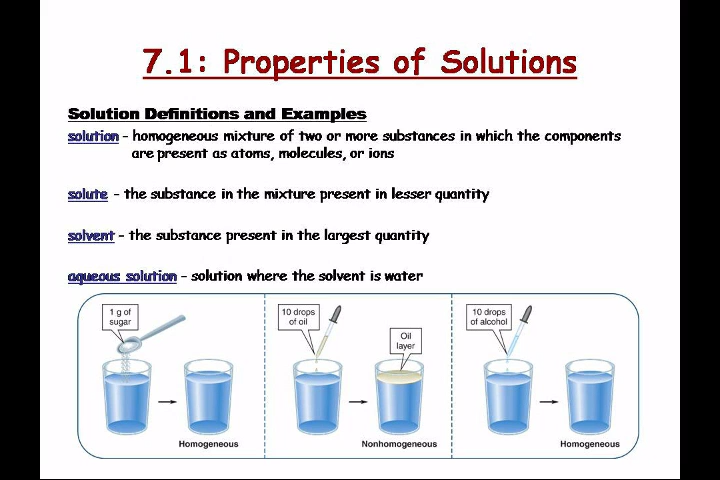 7.1: Properties of Solutions
Solution Definitions and Examples
solution – homogeneous mixture of two or more substances in which the components
are present as atoms, molecules, or ions
solute – the substance in the mixture present in lesser quantity
solvent – the substance present in the largest quantity
aqueous solution – solution where the solvent is water
1 g of
sugar
Homogeneous
10 drops
of oil
Oil
layer
Nonhomogeneous
10 drops
of alcohol
Homogeneous